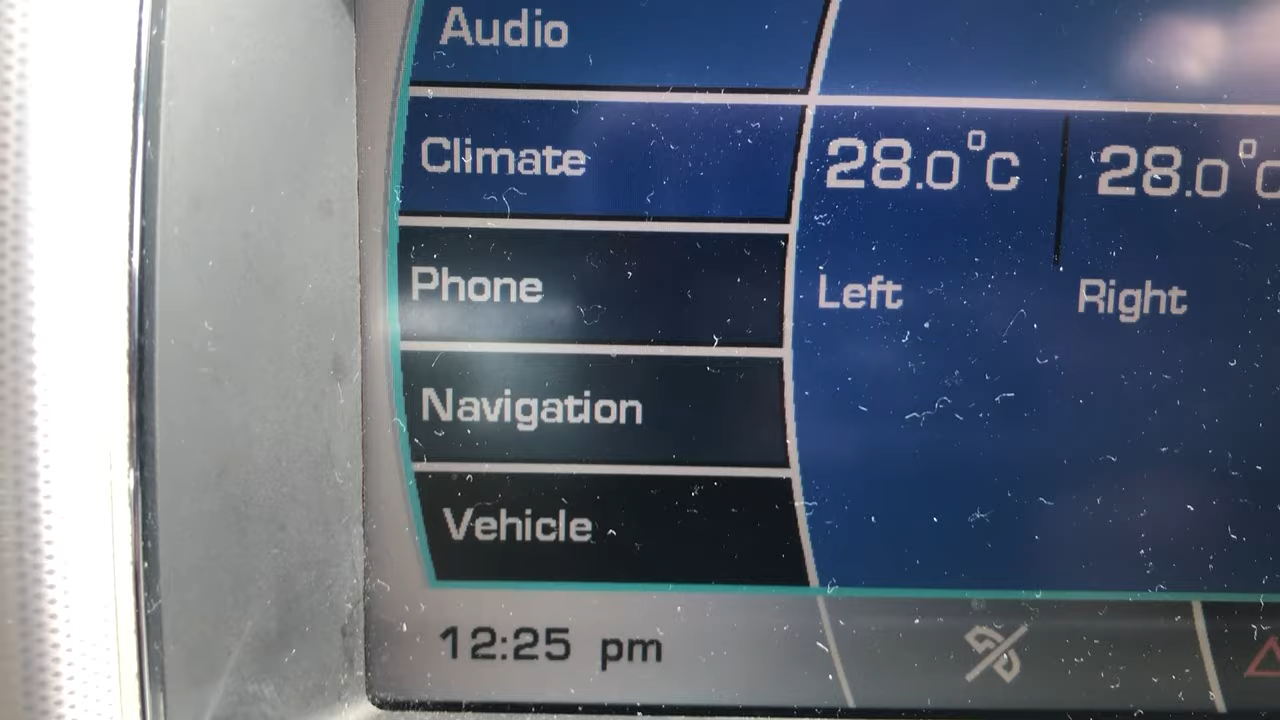 Audio
Climate
28.0°C
28.0°C
Phone
Left
Right
Navigation
Vehicle
12:25 pm